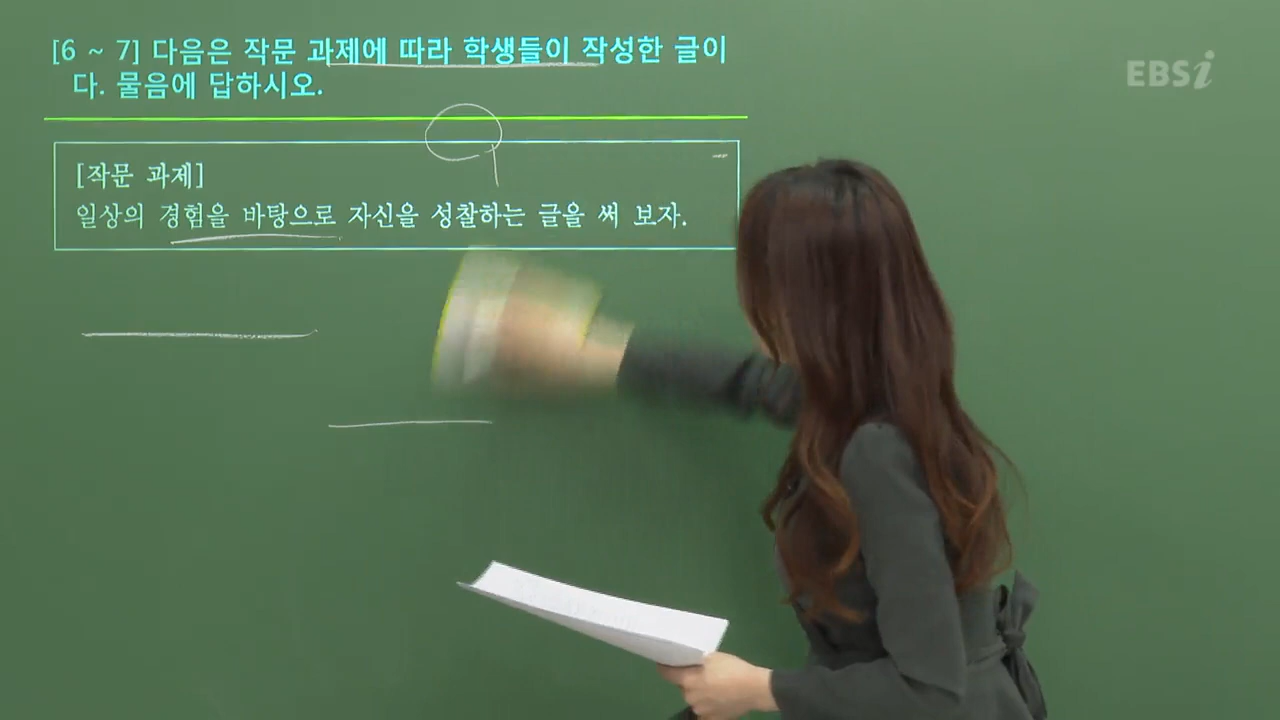 [6 ~ 7] 다음은 작문 과제에 따라 학생들이 작성한 글이
다. 물음에 답하시오.
EBSi
[작문 과제]
일상의 경험을 바탕으로 자신을 성찰하는 글을 써 보자.